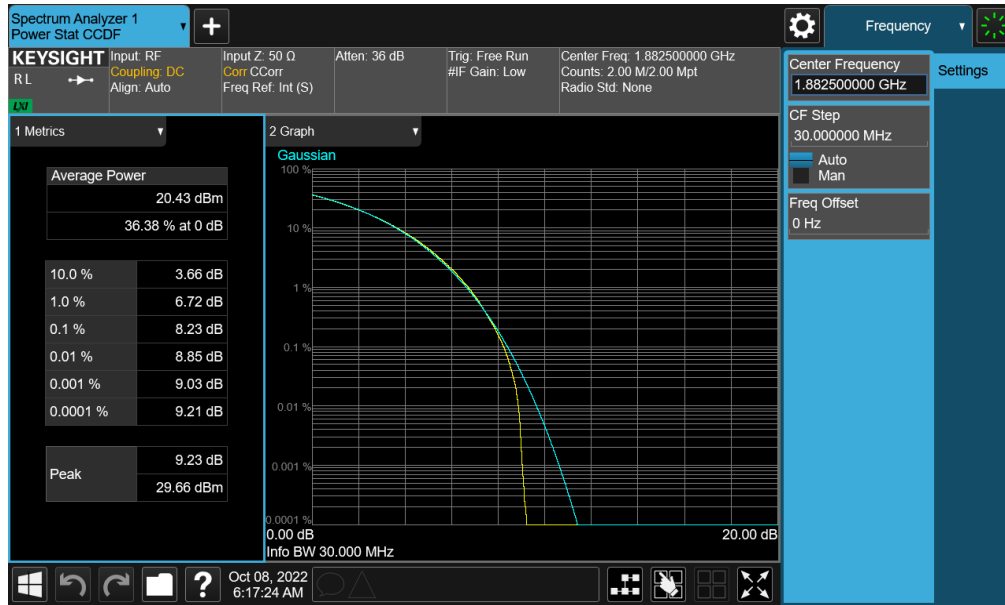 Spectrum Analyzer 1
Power Stat CCDF
+
Frequency
KEYSIGHT
R L
LXI
Input: RF
Coupling: DC
Align: Auto
Input Z: 50 Ω
Corr CCorr
Freq Ref: Int (S)
Atten: 36 dB
Trig: Free Run
#IF Gain: Low
Center Freq: 1.882500000 GHz
Counts: 2.00 M/2.00 Mpt
Radio Std: None
Center Frequency
1.882500000 GHz
Settings
CF Step
30.000000 MHz
Auto
Man
Freq Offset
0 Hz
1 Metrics
Average Power
20.43 dBm
36.38 % at 0 dB
10.0 % 3.66 dB
1.0 % 6.72 dB
0.1 % 8.23 dB
0.01 % 8.85 dB
0.001 % 9.03 dB
0.0001 % 9.21 dB
Peak
9.23 dB
29.66 dBm
2 Graph
Gaussian
100 %
10 %
1 %
0.1 %
0.01 %
0.001 %
0.0001 %
0.00 dB 20.00 dB
Info BW 30.000 MHz
?
Oct 08, 2022
6:17:24 AM